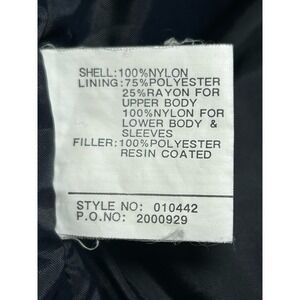 SHELL:100%NYLON
LINING:75%POLYESTER
25%RAYON FOR
UPPER BODY
100%NYLON FOR
LOWER BODY &
SLEEVES
FILLER:100%POLYESTER
RESIN COATED
STYLE NO: 010442
P.O.NO: 2000929